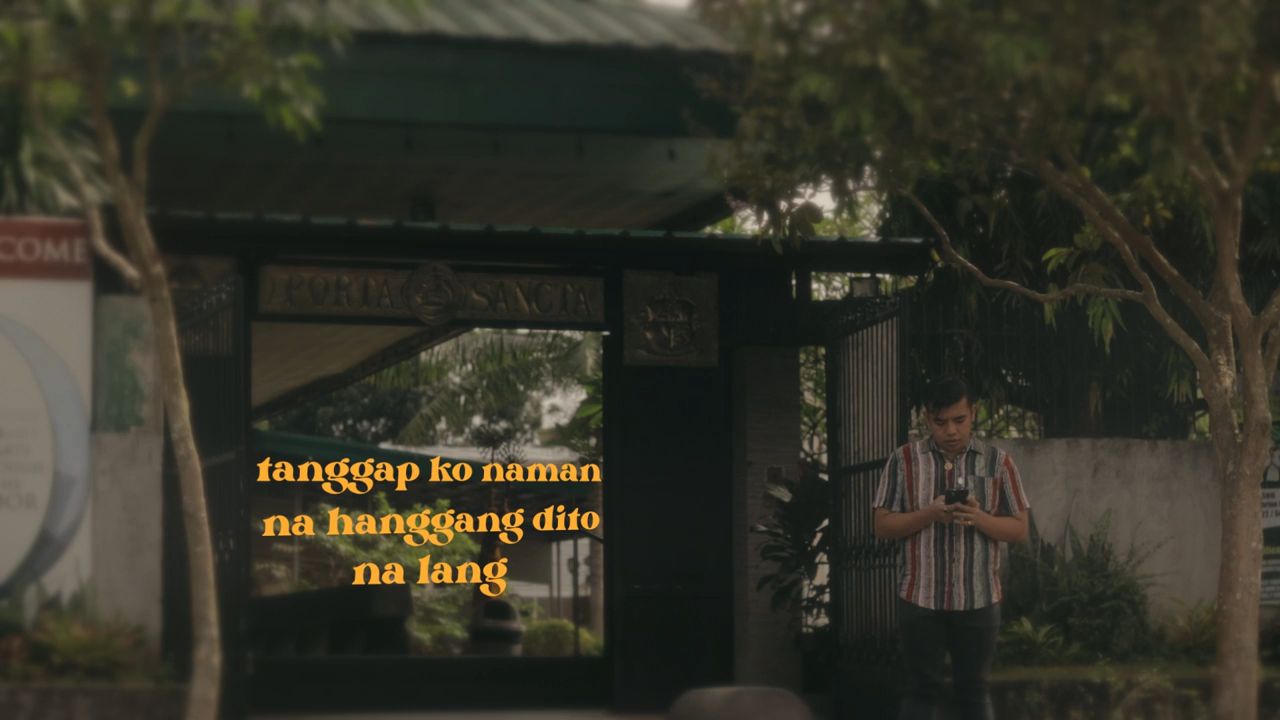 COME
PORTA SANCTA
tanggap ko naman
na hanggang dito
na lang